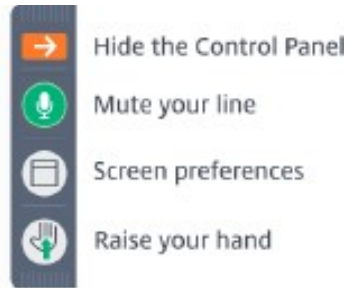 Hide the Control Panel
Mute your line
Screen preferences
Raise your hand